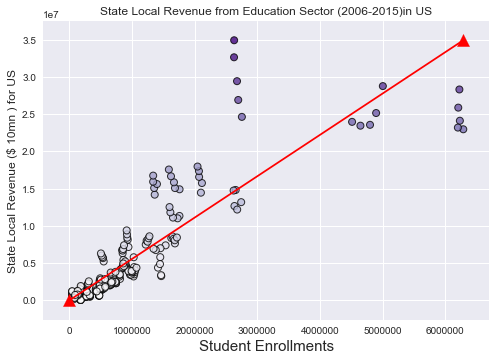 State Local Revenue from Education Sector (2006-2015)in US
1e7
3.5
3.0
2.5
2.0
1.5
1.0
0.5
0.0
State Local Revenue ($ 10mn ) for US
0 1000000 2000000 3000000 4000000 5000000 6000000
Student Enrollments